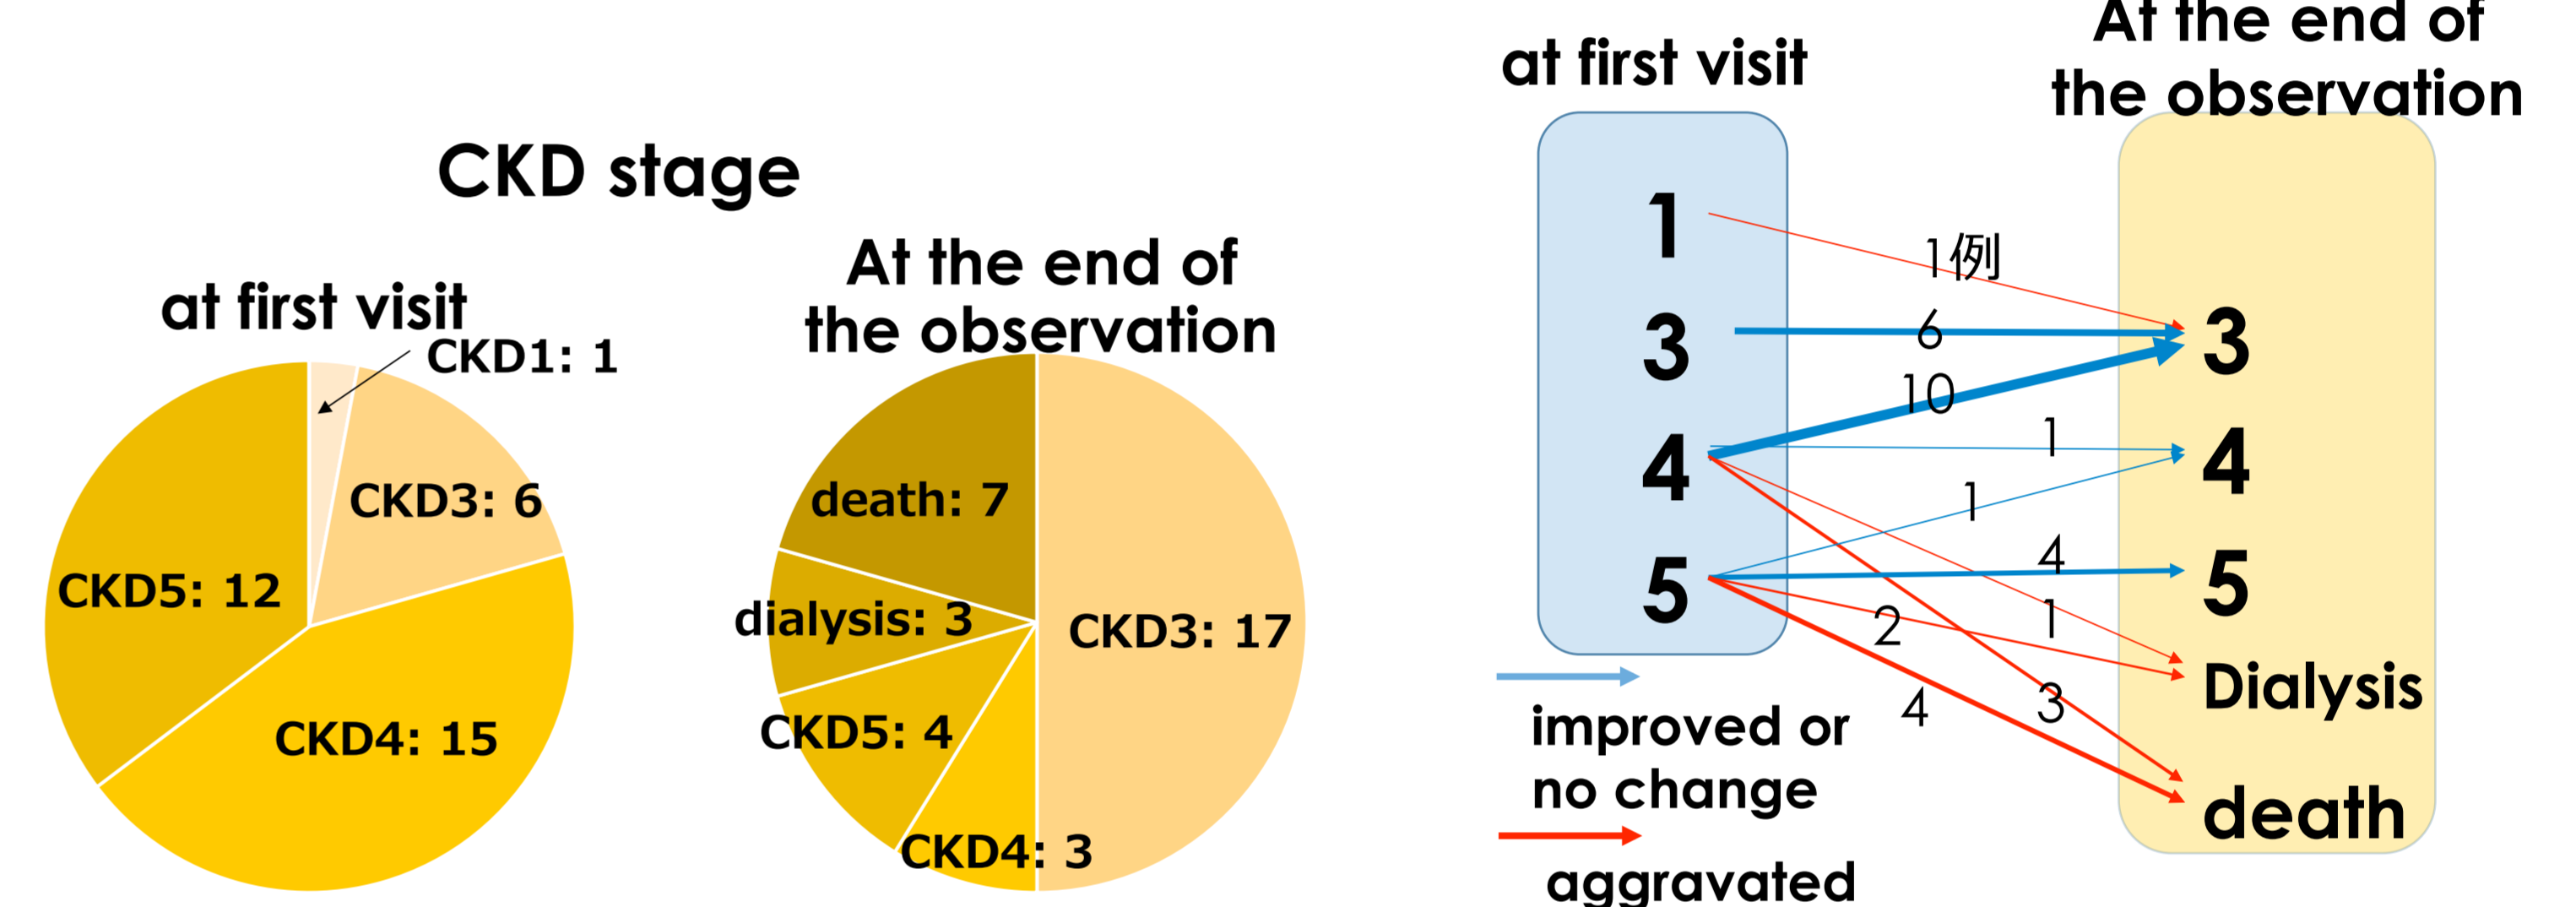 CKD stage
at first visit
CKD1: 1
CKD3: 6
CKD5: 12
CKD4: 15
At the end of
the observation
death: 7
dialysis: 3
CKD3: 17
CKD5: 4
CKD4: 3
at first visit
At the end of
the observation
1
3
4
5
1例
6
10
1
1
4
1
2
3
4
3
4
5
Dialysis
death
improved or
no change
aggravated